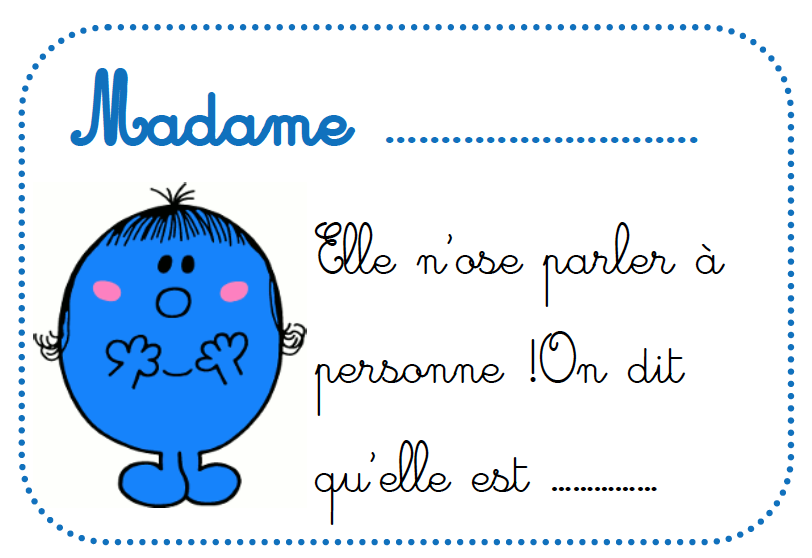 Madame ............................
Elle n'ose parler à
personne !On dit
qu'elle est ...............